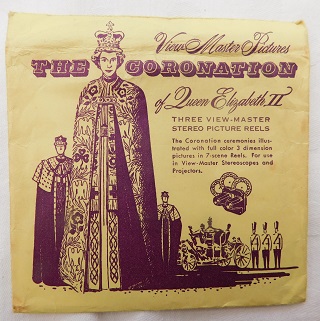 View-Master Pictures
THE CORONATION
of Queen Elizabeth II
THREE VIEW-MASTER
STEREO PICTURE REELS
The Coronation ceremonies illus-
trated with full color 3 dimension
pictures in 7-scene Reels. For use
in View-Master Stereoscopes and
Projectors.